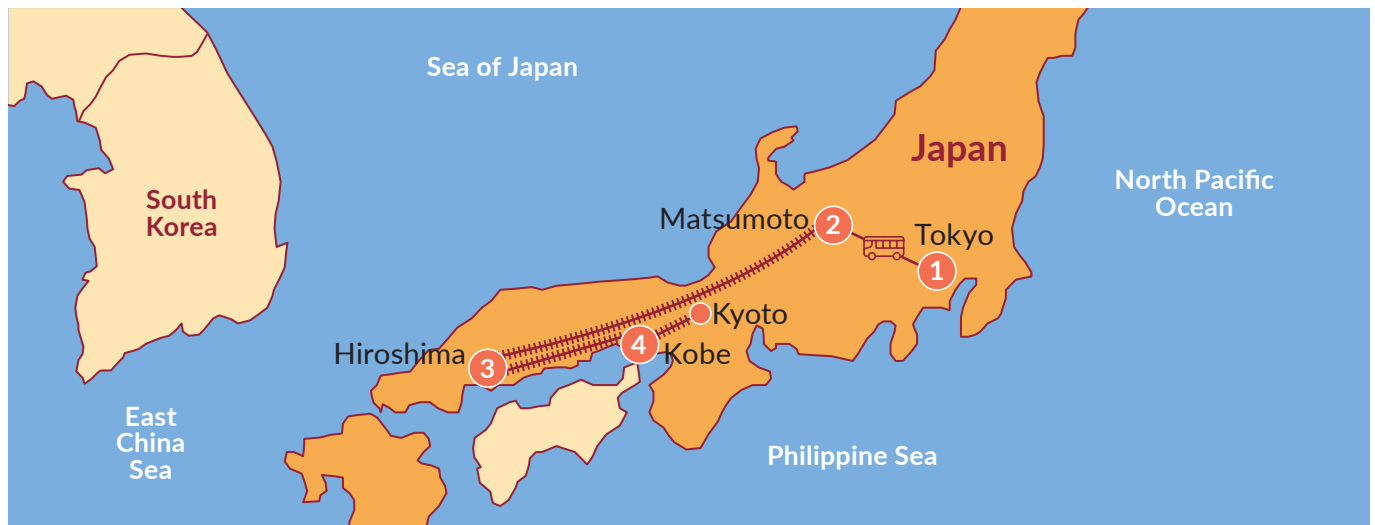 Sea of Japan
Japan
North Pacific
Ocean
South
Korea
Matsumoto
2
Tokyo
1
Kyoto
Hiroshima
3
4
Kobe
East
China
Sea
Philippine Sea